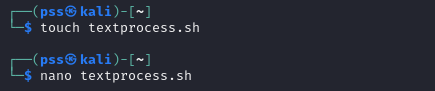 ┌──(pss㉿kali)-[~]
└─$ touch textprocess.sh
┌──(pss㉿kali)-[~]
└─$ nano textprocess.sh